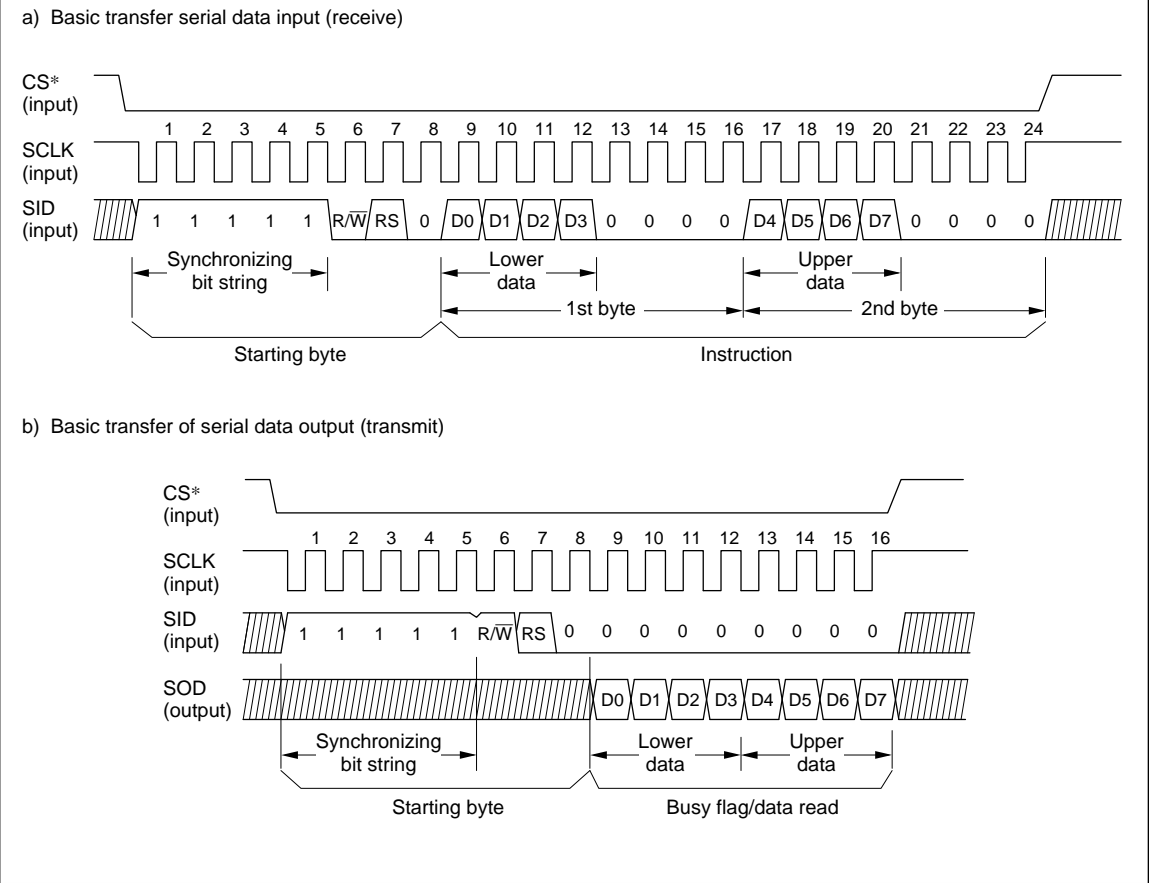 a) Basic transfer serial data input (receive)
CS*
(input)
1 2 3 4 5 6 7 8 9 10 11 12 13 14 15 16 17 18 19 20 21 22 23 24
SCLK
(input)
SID
(input)
1 1 1 1 1 R/W̅ RS 0 D0 D1 D2 D3 0 0 0 0 D4 D5 D6 D7 0 0 0 0
Synchronizing
bit string
Lower
data
Upper
data
1st byte
2nd byte
Starting byte
Instruction
b) Basic transfer of serial data output (transmit)
CS*
(input)
1 2 3 4 5 6 7 8 9 10 11 12 13 14 15 16
SCLK
(input)
SID
(input)
1 1 1 1 1 R/W̅ RS 0 0 0 0 0 0 0 0 0
SOD
(output)
D0 D1 D2 D3 D4 D5 D6 D7
Synchronizing
bit string
Lower
data
Upper
data
Starting byte
Busy flag/data read